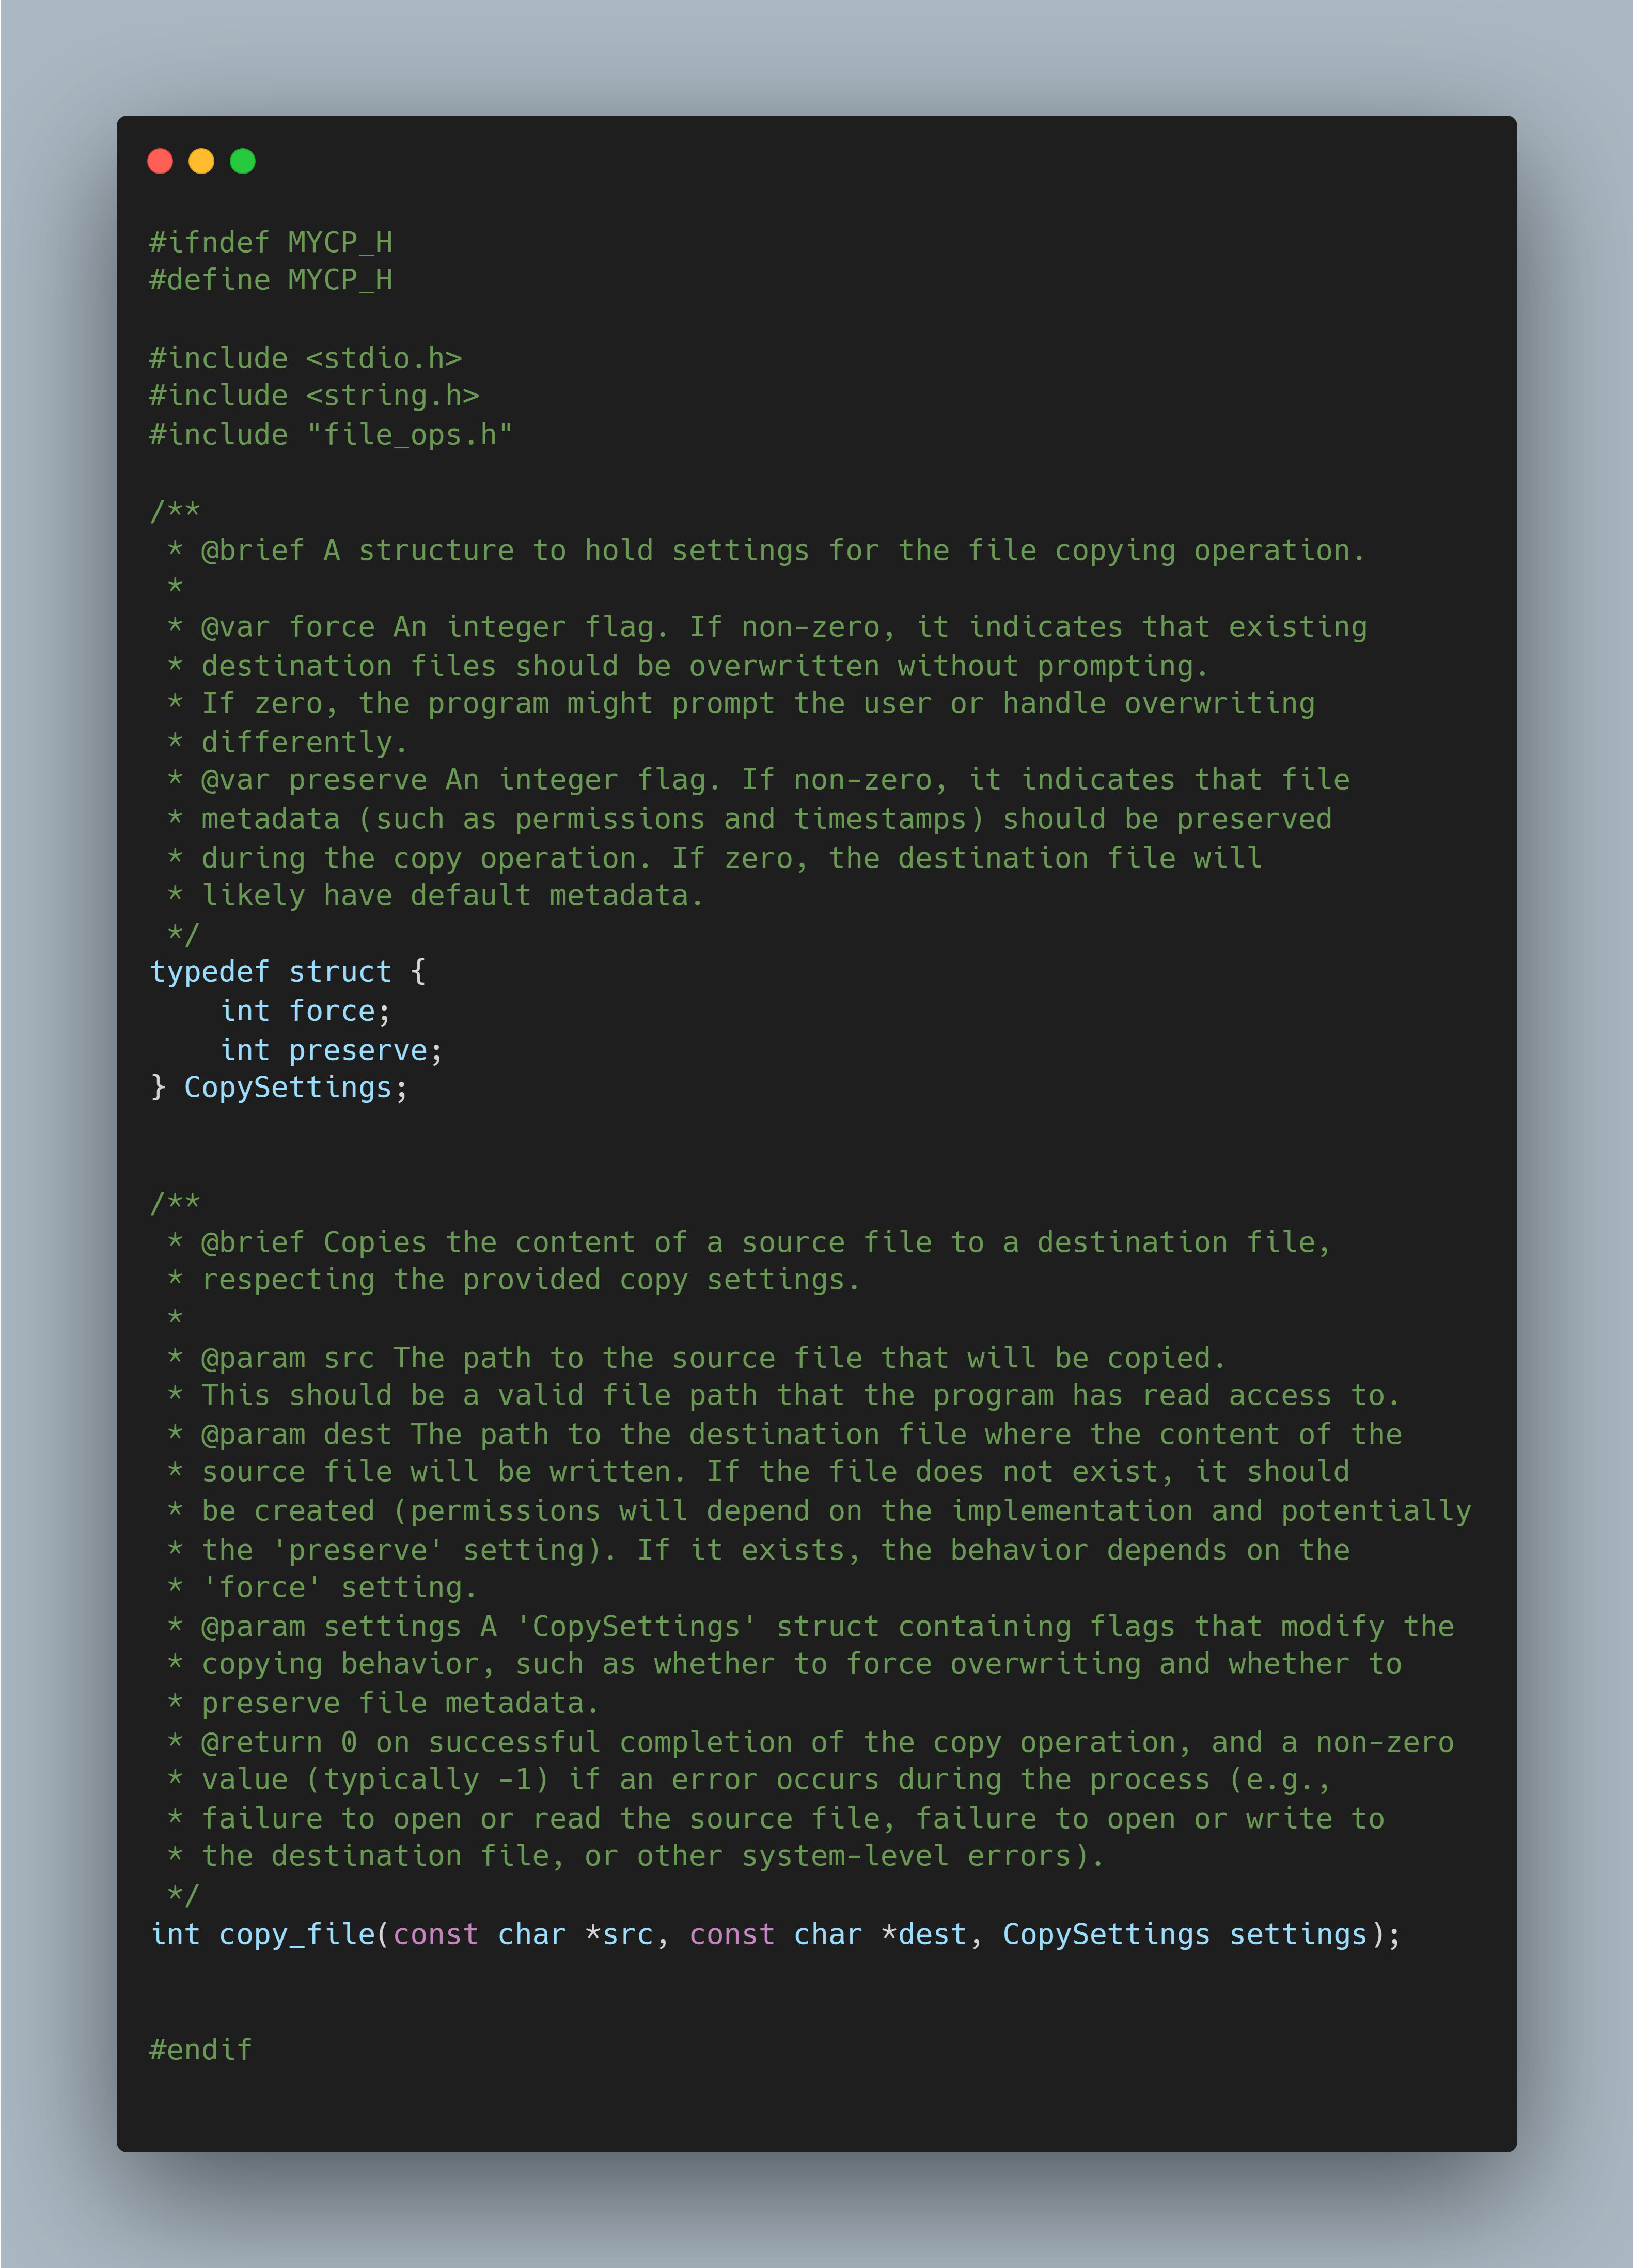 #ifndef MYCP_H
#define MYCP_H

#include <stdio.h>
#include <string.h>
#include "file_ops.h"

/**
 * @brief A structure to hold settings for the file copying operation.
 *
 * @var force An integer flag. If non-zero, it indicates that existing
 * destination files should be overwritten without prompting.
 * If zero, the program might prompt the user or handle overwriting
 * differently.
 * @var preserve An integer flag. If non-zero, it indicates that file
 * metadata (such as permissions and timestamps) should be preserved
 * during the copy operation. If zero, the destination file will
 * likely have default metadata.
 */
typedef struct {
    int force;
    int preserve;
} CopySettings;


/**
 * @brief Copies the content of a source file to a destination file,
 * respecting the provided copy settings.
 *
 * @param src The path to the source file that will be copied.
 * This should be a valid file path that the program has read access to.
 * @param dest The path to the destination file where the content of the
 * source file will be written. If the file does not exist, it should
 * be created (permissions will depend on the implementation and potentially
 * the 'preserve' setting). If it exists, the behavior depends on the
 * 'force' setting.
 * @param settings A 'CopySettings' struct containing flags that modify the
 * copying behavior, such as whether to force overwriting and whether to
 * preserve file metadata.
 * @return 0 on successful completion of the copy operation, and a non-zero
 * value (typically -1) if an error occurs during the process (e.g.,
 * failure to open or read the source file, failure to open or write to
 * the destination file, or other system-level errors).
 */
int copy_file(const char *src, const char *dest, CopySettings settings);


#endif